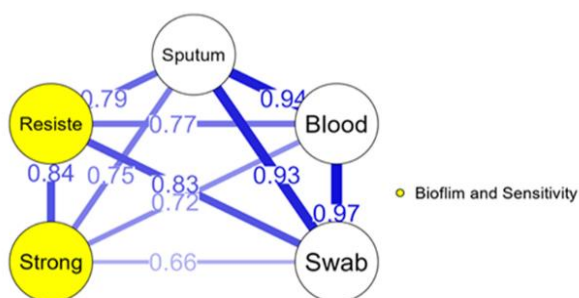 Sputum
0.79
0.94
Resiste
0.77
Blood
0.84
0.75
0.83
0.93
0.72
0.97
Bioflim and Sensitivity
Strong
0.66
Swab